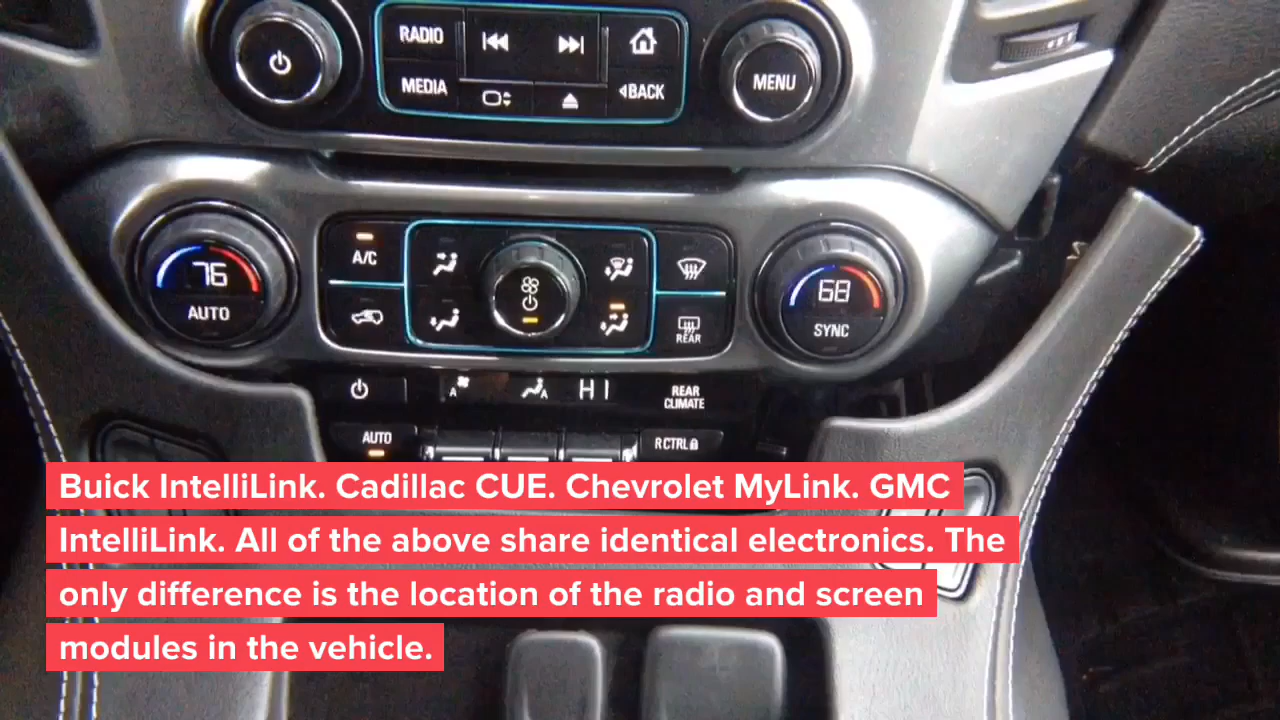 RADIO
MEDIA
BACK
MENU
76
AUTO
A/C
REAR
68
SYNC
A
A
HI
REAR
CLIMATE
AUTO
R CTRL
Buick IntelliLink. Cadillac CUE. Chevrolet MyLink. GMC
IntelliLink. All of the above share identical electronics. The
only difference is the location of the radio and screen
modules in the vehicle.